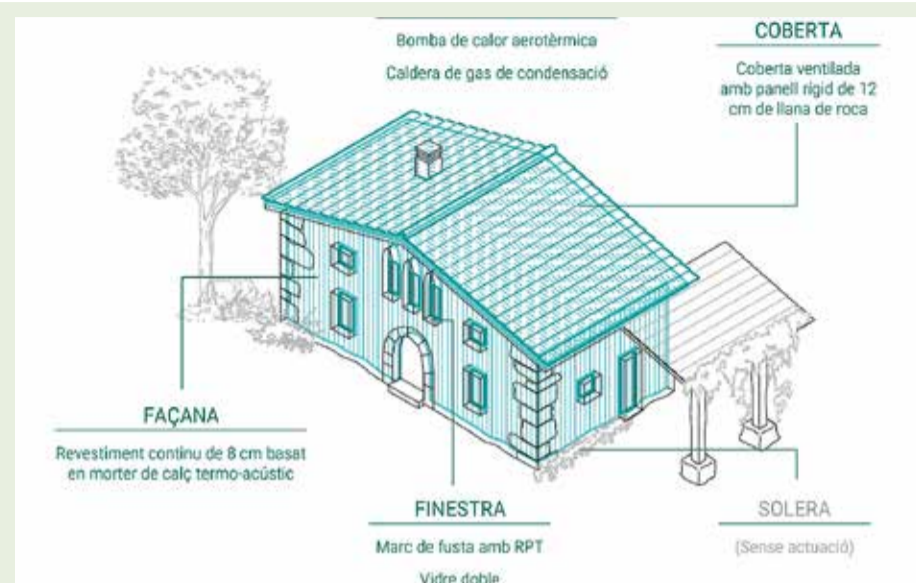 Bomba de calor aerotèrmica
Caldera de gas de condensació
COBERTA
Coberta ventilada
amb panell rígid de 12
cm de llana de roca
FAÇANA
Revestiment continu de 8 cm basat
en morter de calç termo-acústic
FINESTRA
Marc de fusta amb RPT
Vidre doble
SOLERA
(Sense actuació)